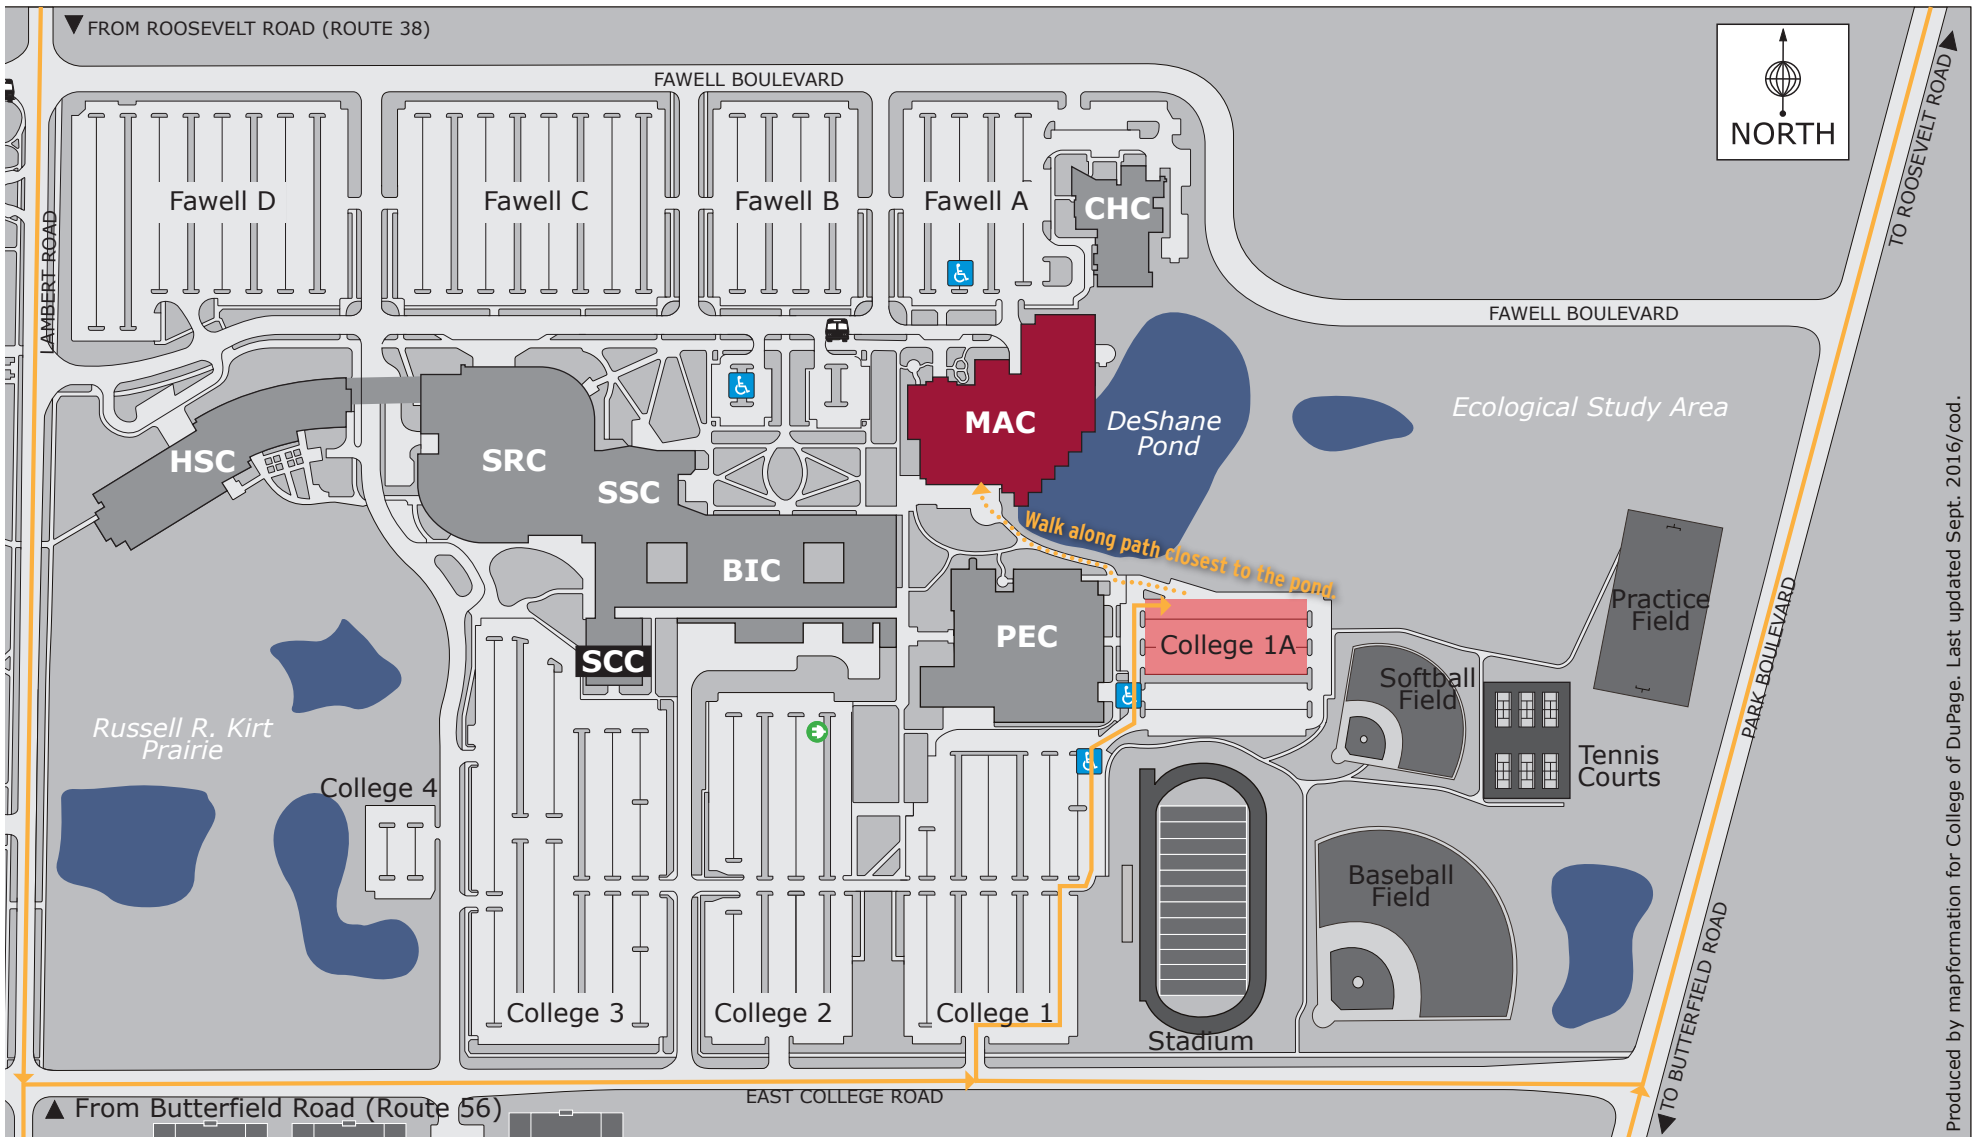 FROM ROOSEVELT ROAD (ROUTE 38)
FAWELL BOULEVARD
NORTH
TO ROOSEVELT ROAD
LAMBERT ROAD
Fawell D
Fawell C
Fawell B
Fawell A
CHC
FAWELL BOULEVARD
MAC
DeShane
Pond
Ecological Study Area
HSC
SRC
SSC
BIC
Walk along path closest to the pond.
PEC
College 1A
SCC
Practice
Field
Softball
Field
PARK BOULEVARD
Russell R. Kirt
Prairie
College 4
Tennis
Courts
Baseball
Field
College 3
College 2
College 1
Stadium
TO BUTTERFIELD ROAD
EAST COLLEGE ROAD
From Butterfield Road (Route 56)
Produced by mapformation for College of DuPage. Last updated Sept. 2016/cod.